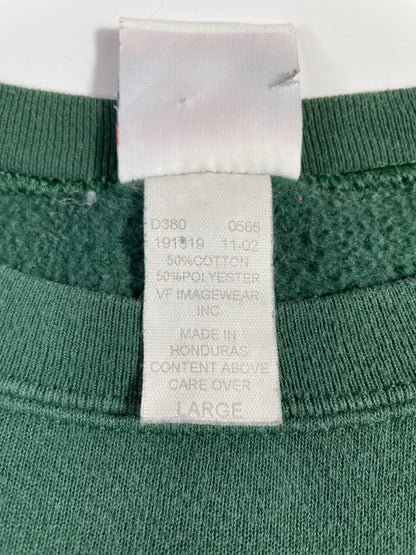 D380 0565
191519 11-02
50%COTTON
50%POLYESTER
VF IMAGEWEAR
INC.
MADE IN
HONDURAS
CONTENT ABOVE
CARE OVER
LARGE